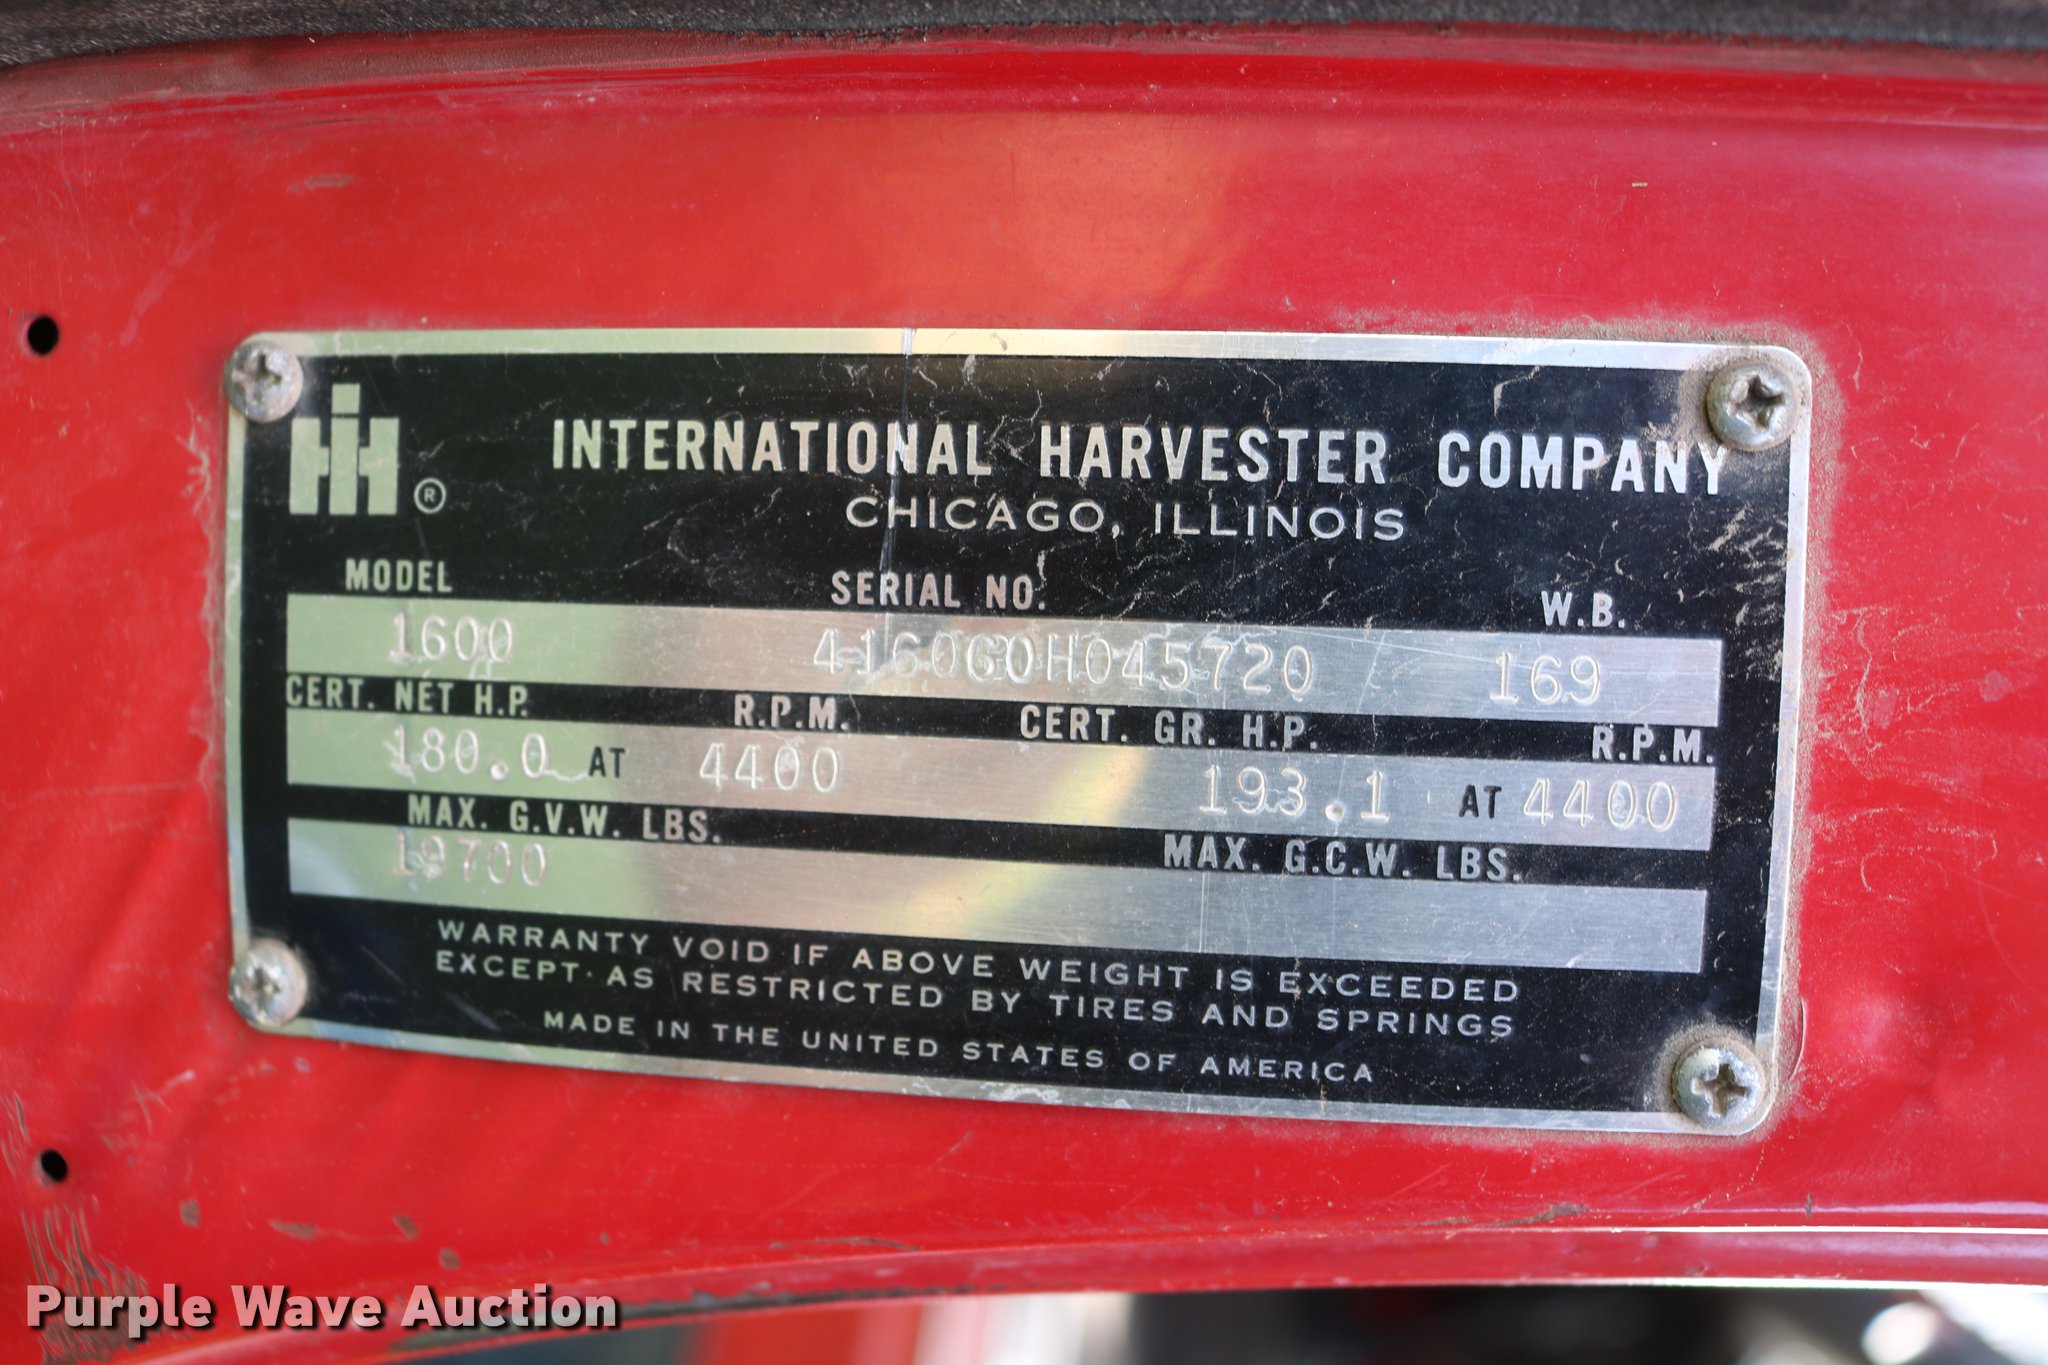 IH ®
INTERNATIONAL HARVESTER COMPANY
CHICAGO, ILLINOIS
MODEL SERIAL NO. W.B.
1600 416060H045720 169
CERT. NET H.P. R.P.M. CERT. GR. H.P. R.P.M.
180.0 AT 4400 193.1 AT 4400
MAX. G.V.W. LBS. MAX. G.C.W. LBS.
19700
WARRANTY VOID IF ABOVE WEIGHT IS EXCEEDED
EXCEPT AS RESTRICTED BY TIRES AND SPRINGS
MADE IN THE UNITED STATES OF AMERICA
Purple Wave Auction